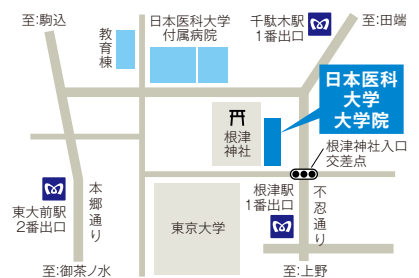 至:駒込
教育棟
日本医科大学
付属病院
千駄木駅
1番出口
至:田端
日本医科
大学
大学院
根津
神社
根津神社入口
交差点
本郷通り
東大前駅
2番出口
東京大学
根津駅
1番出口
不忍通り
至:御茶ノ水
至:上野